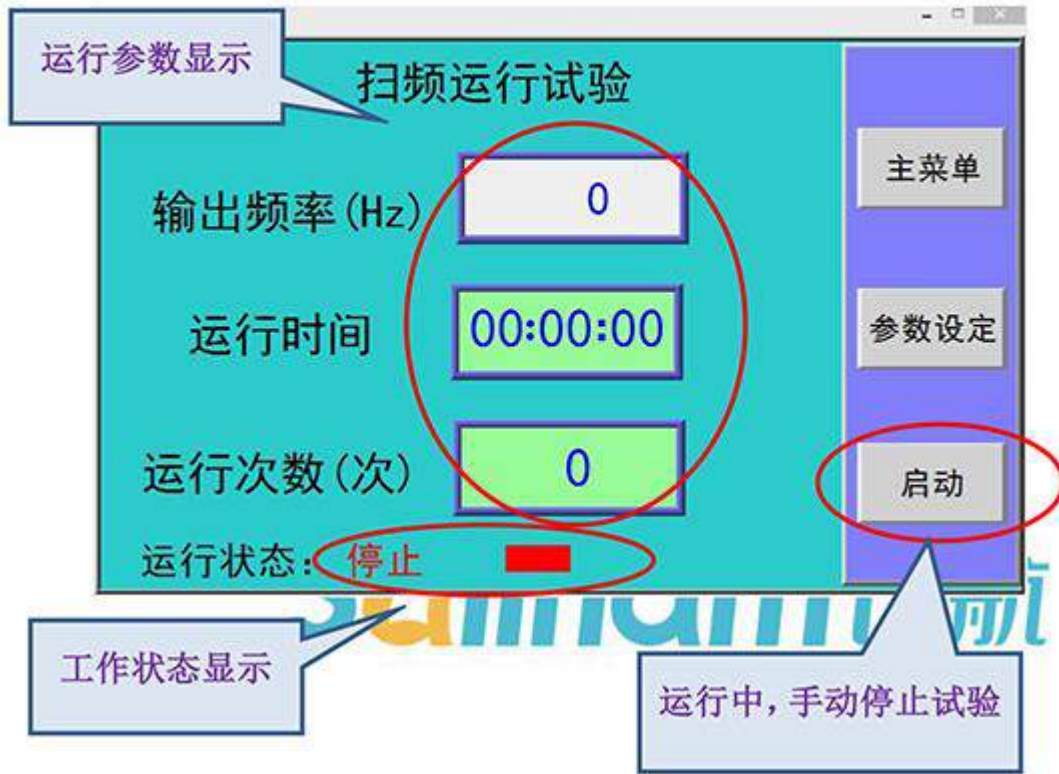 运行参数显示
扫频运行试验
主菜单
输出频率(Hz)
0
运行时间
00:00:00
参数设定
运行次数(次)
0
启动
运行状态：
停止
工作状态显示
运行中，手动停止试验